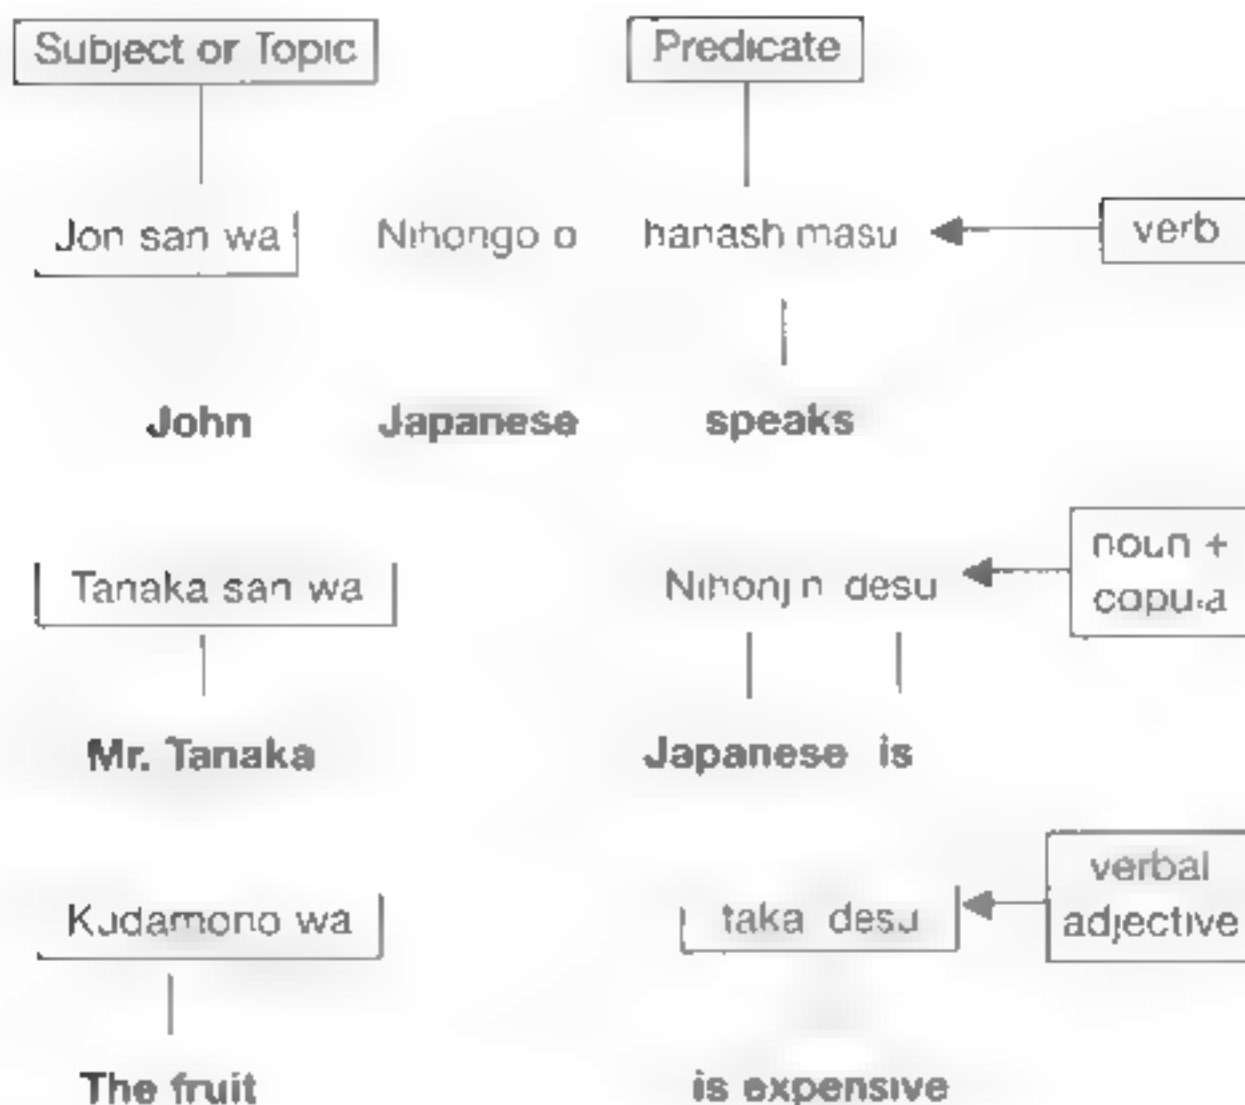 Subject or Topic Predicate
Jon san wa Nihongo o hanashimasu verb
John Japanese speaks
Tanaka san wa Nihonjin desu noun + copula
Mr. Tanaka Japanese is
Kudamono wa takai desu verbal adjective
The fruit is expensive